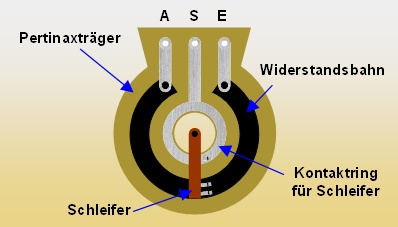 A S E
Pertinaxträger
Widerstandsbahn
Kontaktring
für Schleifer
Schleifer